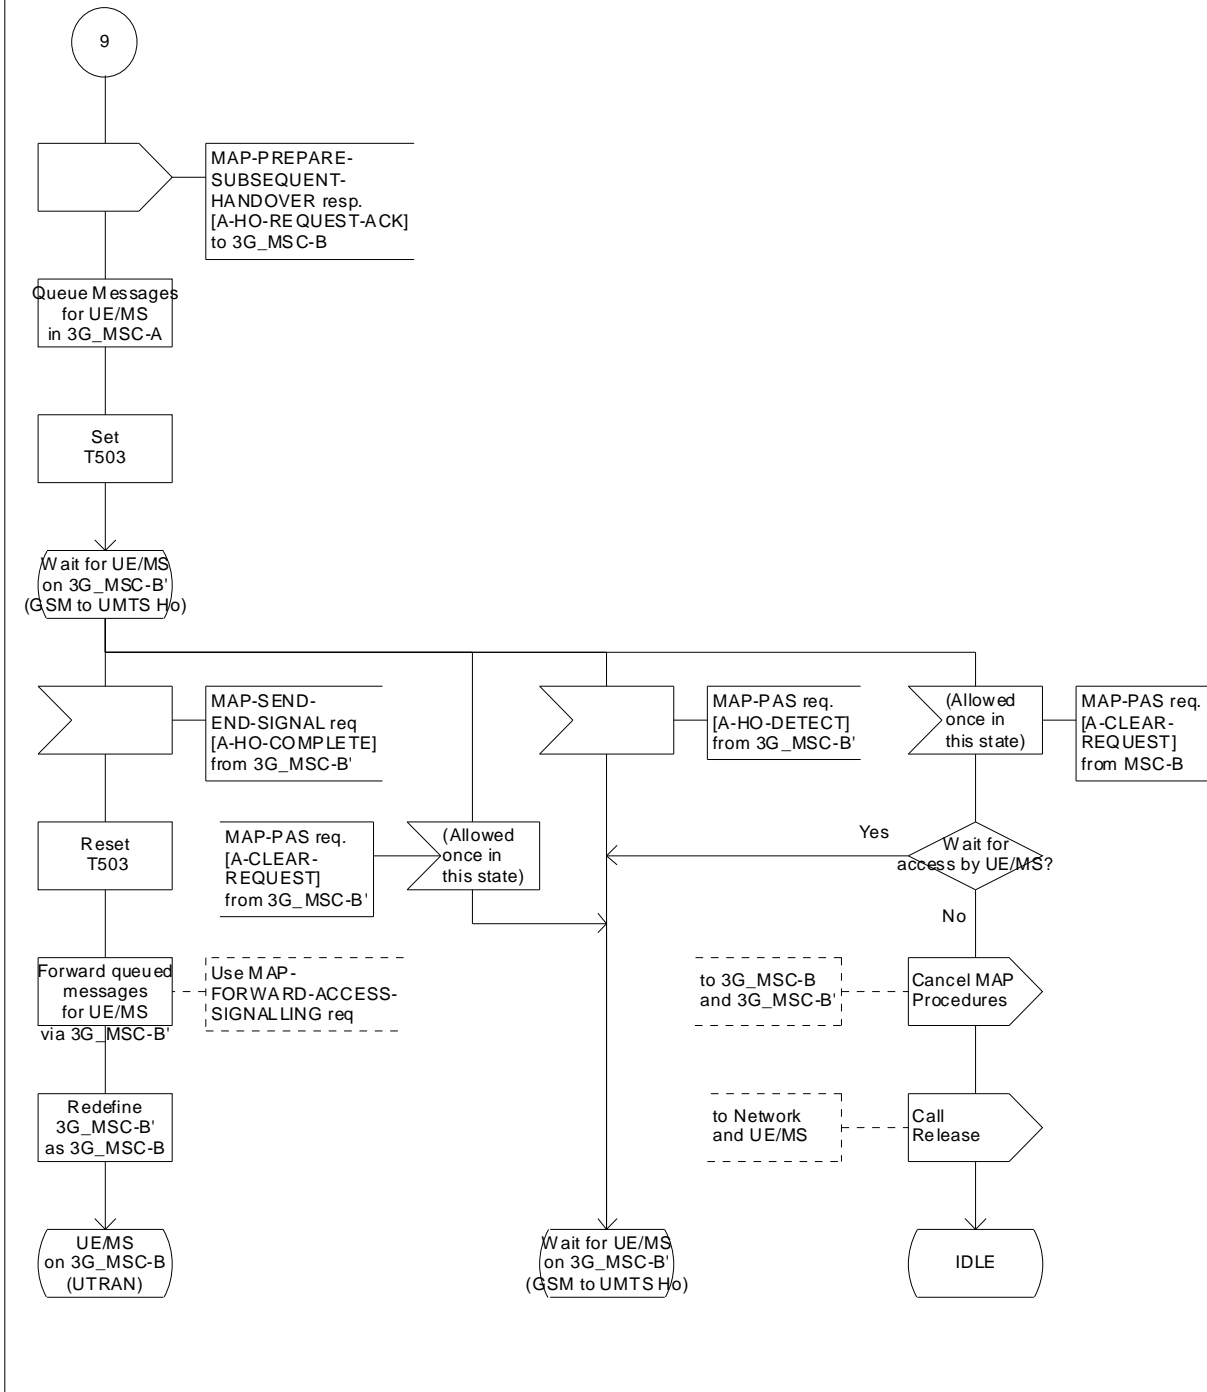 9
MAP-PREPARE-
SUBSEQUENT-
HANDOVER resp.
[A-HO-REQUEST-ACK]
to 3G_MSC-B
Queue Messages
for UE/MS
in 3G_MSC-A
Set
T503
Wait for UE/MS
on 3G_MSC-B'
(GSM to UMTS Ho)
MAP-SEND-
END-SIGNAL req
[A-HO-COMPLETE]
from 3G_MSC-B'
MAP-PAS req.
[A-HO-DETECT]
from 3G_MSC-B'
(Allowed
once in
this state)
MAP-PAS req.
[A-CLEAR-
REQUEST]
from MSC-B
Reset
T503
MAP-PAS req.
[A-CLEAR-
REQUEST]
from 3G_MSC-B'
(Allowed
once in
this state)
Yes
Wait for
access by UE/MS?
No
Forward queued
messages
for UE/MS
via 3G_MSC-B'
Use MAP-
FORWARD-ACCESS-
SIGNALLING req
to 3G_MSC-B
and 3G_MSC-B'
Cancel MAP
Procedures
Redefine
3G_MSC-B'
as 3G_MSC-B
to Network
and UE/MS
Call
Release
UE/MS
on 3G_MSC-B
(UTRAN)
Wait for UE/MS
on 3G_MSC-B'
(GSM to UMTS Ho)
IDLE